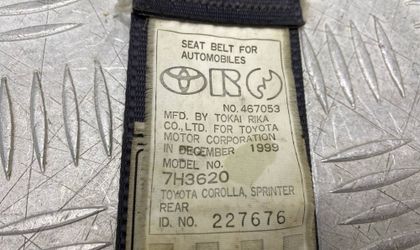 SEAT BELT FOR
AUTOMOBILES
R
NO. 467053
MFD. BY TOKAI RIKA
CO., LTD. FOR TOYOTA
MOTOR CORPORATION
IN DECEMBER 1999
MODEL NO.
7H3620
TOYOTA COROLLA, SPRINTER
REAR
ID. NO. 227676